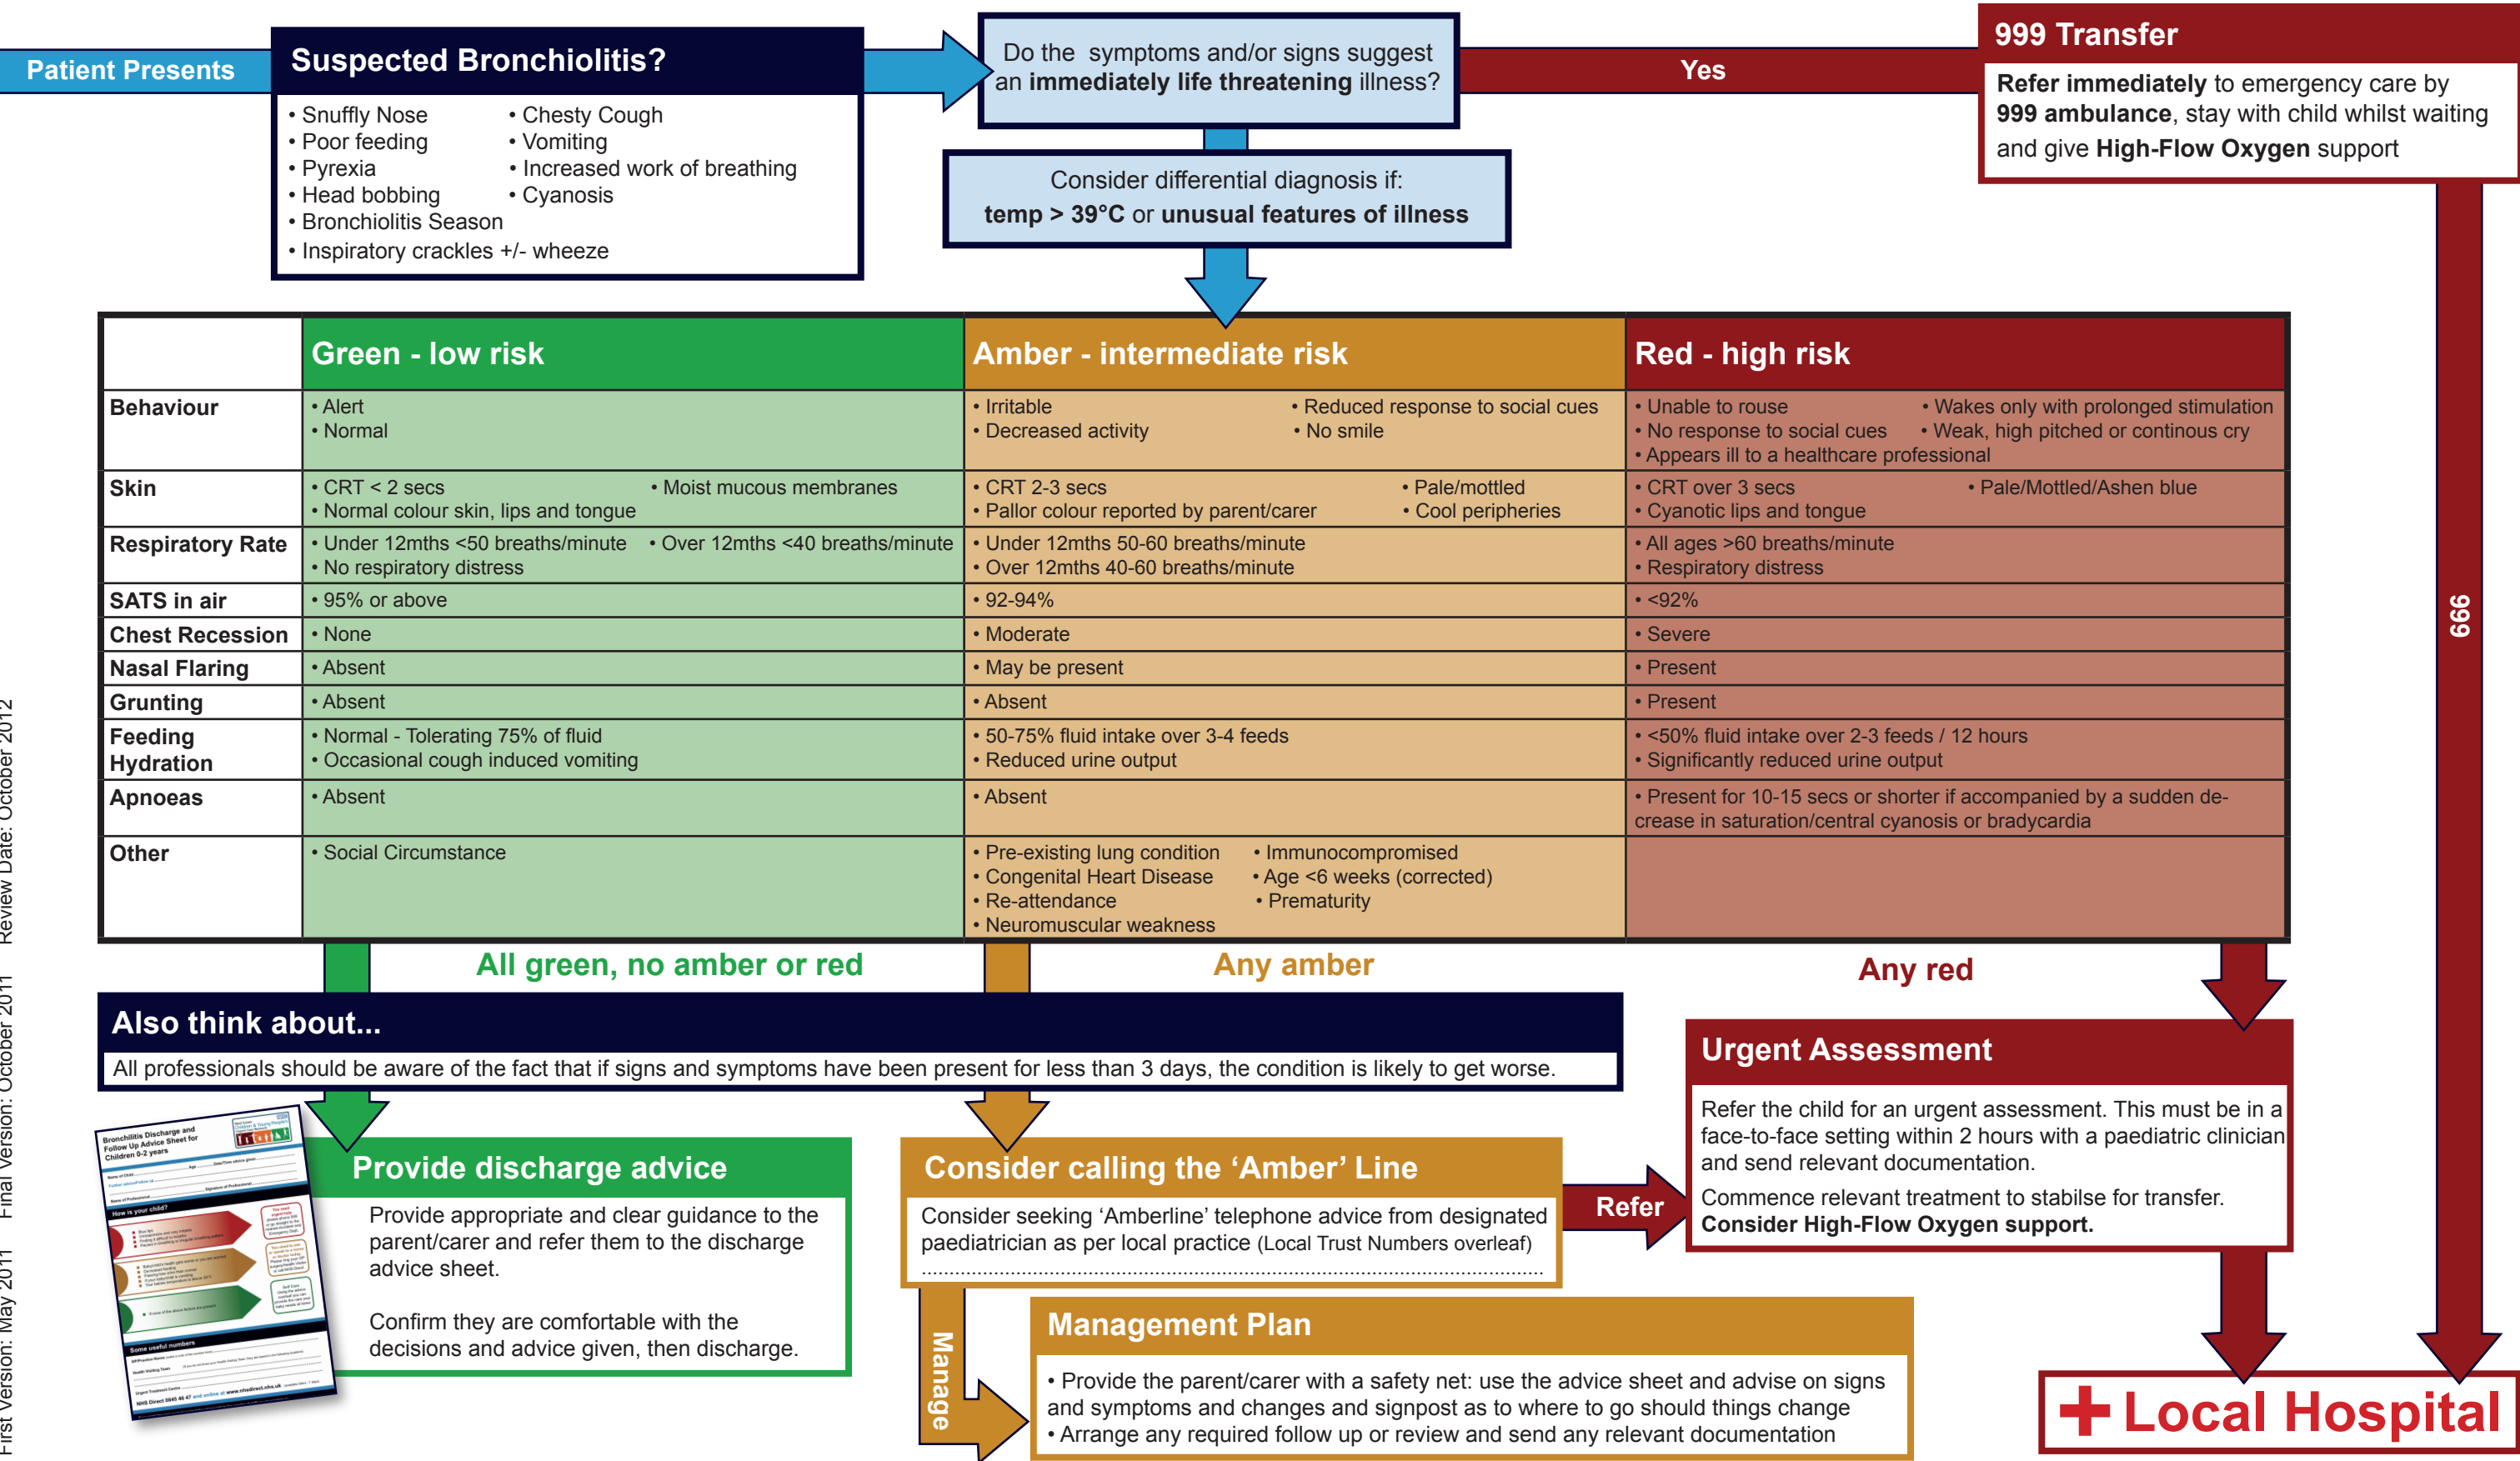 Patient Presents
Suspected Bronchiolitis?
• Snuffly Nose • Chesty Cough
• Poor feeding • Vomiting
• Pyrexia • Increased work of breathing
• Head bobbing • Cyanosis
• Bronchiolitis Season
• Inspiratory crackles +/- wheeze
Do the symptoms and/or signs suggest
an immediately life threatening illness?
Yes
999 Transfer
Refer immediately to emergency care by
999 ambulance, stay with child whilst waiting
and give High-Flow Oxygen support
Consider differential diagnosis if:
temp > 39°C or unusual features of illness
Green - low risk Amber - intermediate risk Red - high risk
Behaviour
• Alert
• Normal
• Irritable • Reduced response to social cues
• Decreased activity • No smile
• Unable to rouse • Wakes only with prolonged stimulation
• No response to social cues • Weak, high pitched or continous cry
• Appears ill to a healthcare professional
Skin
• CRT < 2 secs • Moist mucous membranes
• Normal colour skin, lips and tongue
• CRT 2-3 secs • Pale/mottled
• Pallor colour reported by parent/carer • Cool peripheries
• CRT over 3 secs • Pale/Mottled/Ashen blue
• Cyanotic lips and tongue
Respiratory Rate
• Under 12mths <50 breaths/minute • Over 12mths <40 breaths/minute
• No respiratory distress
• Under 12mths 50-60 breaths/minute
• Over 12mths 40-60 breaths/minute
• All ages >60 breaths/minute
• Respiratory distress
SATS in air
• 95% or above
• 92-94%
• <92%
Chest Recession
• None
• Moderate
• Severe
Nasal Flaring
• Absent
• May be present
• Present
Grunting
• Absent
• Absent
• Present
Feeding
Hydration
• Normal - Tolerating 75% of fluid
• Occasional cough induced vomiting
• 50-75% fluid intake over 3-4 feeds
• Reduced urine output
• <50% fluid intake over 2-3 feeds / 12 hours
• Significantly reduced urine output
Apnoeas
• Absent
• Absent
• Present for 10-15 secs or shorter if accompanied by a sudden de-
crease in saturation/central cyanosis or bradycardia
Other
• Social Circumstance
• Pre-existing lung condition • Immunocompromised
• Congenital Heart Disease • Age <6 weeks (corrected)
• Re-attendance • Prematurity
• Neuromuscular weakness
999
All green, no amber or red
Any amber
Any red
Also think about...
All professionals should be aware of the fact that if signs and symptoms have been present for less than 3 days, the condition is likely to get worse.
Bronchilitis Discharge and
Follow Up Advice Sheet for
Children 0-2 years
How is your child?
Some useful numbers
Provide discharge advice
Provide appropriate and clear guidance to the
parent/carer and refer them to the discharge
advice sheet.
Confirm they are comfortable with the
decisions and advice given, then discharge.
Consider calling the ‘Amber’ Line
Consider seeking ‘Amberline’ telephone advice from designated
paediatrician as per local practice (Local Trust Numbers overleaf)
Refer
Urgent Assessment
Refer the child for an urgent assessment. This must be in a
face-to-face setting within 2 hours with a paediatric clinician
and send relevant documentation.
Commence relevant treatment to stabilse for transfer.
Consider High-Flow Oxygen support.
Manage
Management Plan
• Provide the parent/carer with a safety net: use the advice sheet and advise on signs
and symptoms and changes and signpost as to where to go should things change
• Arrange any required follow up or review and send any relevant documentation
Local Hospital
First Version: May 2011 Final Version: October 2011 Review Date: October 2012